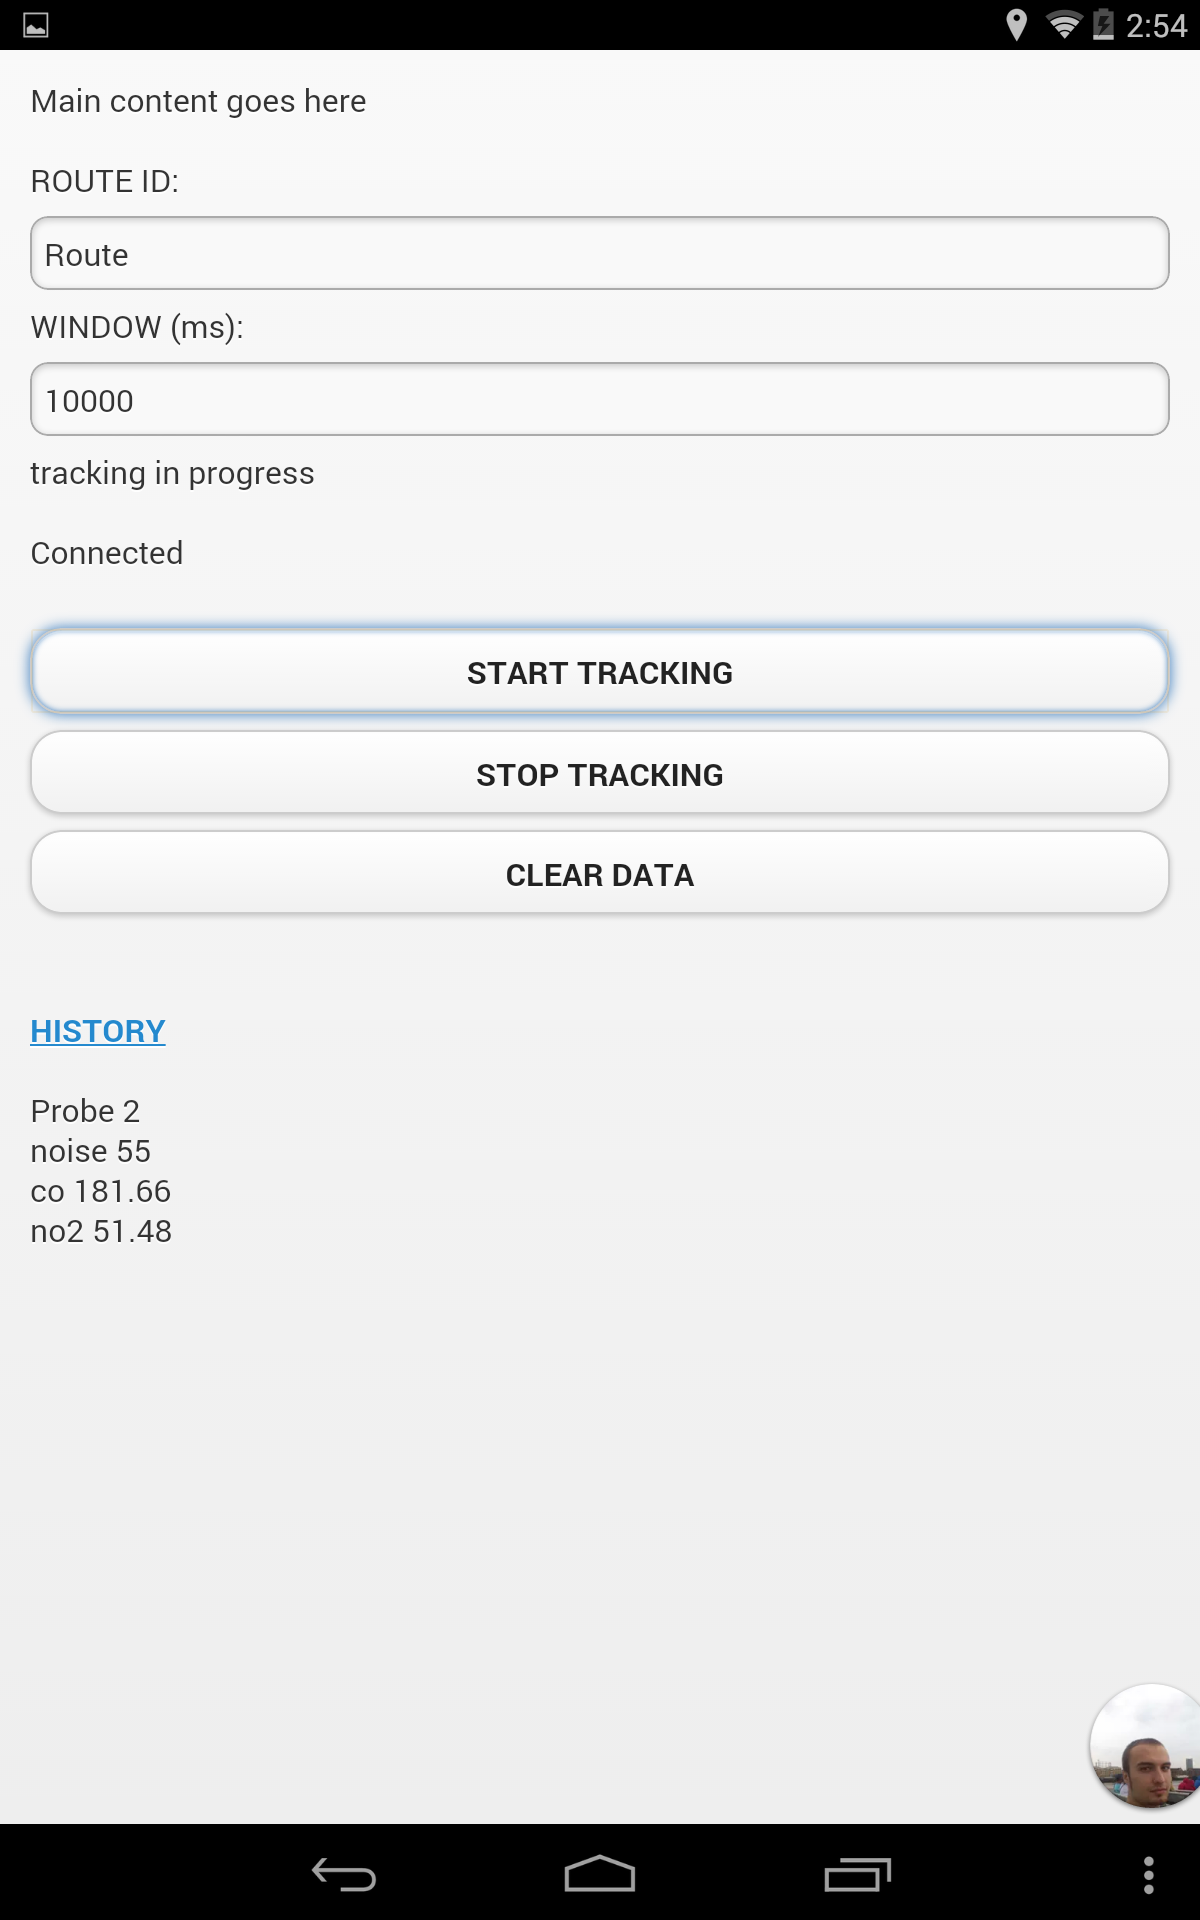 2:54
Main content goes here
ROUTE ID:
Route
WINDOW (ms):
10000
tracking in progress
Connected
START TRACKING
STOP TRACKING
CLEAR DATA
HISTORY
Probe 2
noise 55
co 181.66
no2 51.48